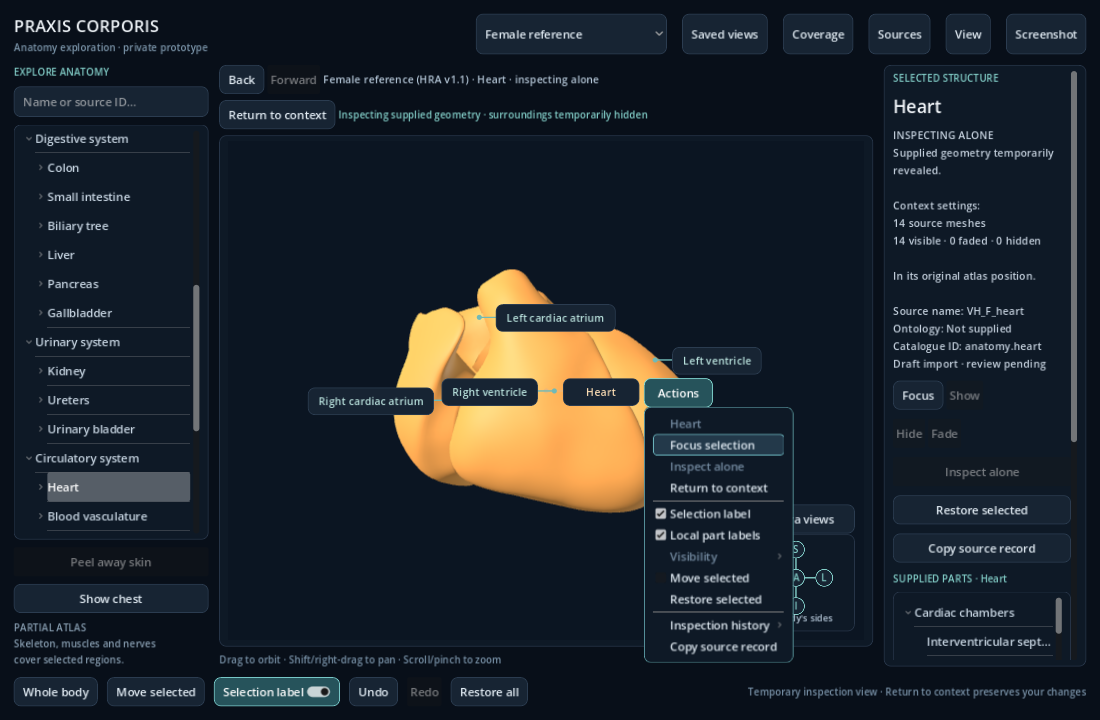 PRAXIS CORPORIS
Anatomy exploration · private prototype
Female reference
Saved views
Coverage
Sources
View
Screenshot
EXPLORE ANATOMY
Name or source ID...
Digestive system
Colon
Small intestine
Biliary tree
Liver
Pancreas
Gallbladder
Urinary system
Kidney
Ureters
Urinary bladder
Circulatory system
Heart
Blood vasculature
Peel away skin
Show chest
PARTIAL ATLAS
Skeleton, muscles and nerves
cover selected regions.
Back
Forward
Female reference (HRA v1.1) · Heart · inspecting alone
Return to context
Inspecting supplied geometry · surroundings temporarily hidden
Left cardiac atrium
Left ventricle
Right ventricle
Heart
Actions
Right cardiac atrium
Heart
Focus selection
Inspect alone
Return to context
Selection label
Local part labels
Visibility
Move selected
Restore selected
Inspection history
Copy source record
a views
S
A
L
I
y's sides
Drag to orbit · Shift/right-drag to pan · Scroll/pinch to zoom
SELECTED STRUCTURE
Heart
INSPECTING ALONE
Supplied geometry temporarily
revealed.
Context settings:
14 source meshes
14 visible · 0 faded · 0 hidden
In its original atlas position.
Source name: VH_F_heart
Ontology: Not supplied
Catalogue ID: anatomy.heart
Draft import · review pending
Focus
Show
Hide
Fade
Inspect alone
Restore selected
Copy source record
SUPPLIED PARTS · Heart
Cardiac chambers
Interventricular sept...
Whole body
Move selected
Selection label
Undo
Redo
Restore all
Temporary inspection view · Return to context preserves your changes